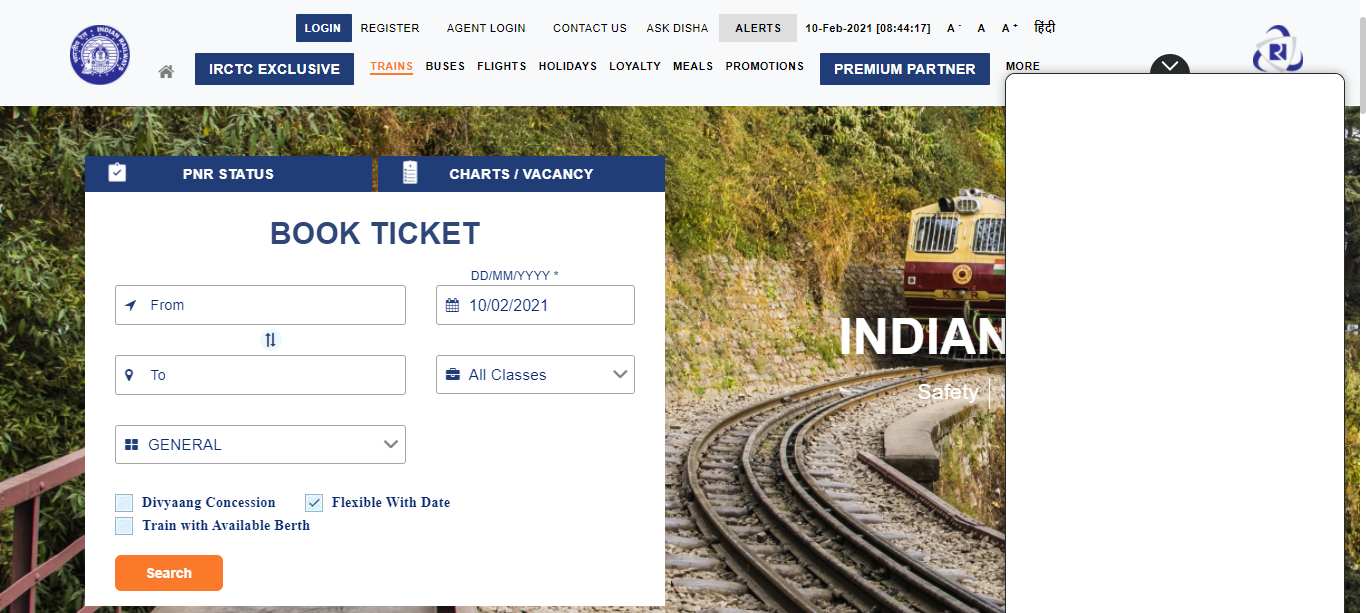 LOGIN REGISTER AGENT LOGIN CONTACT US ASK DISHA ALERTS 10-Feb-2021 [08:44:17] A- A A+ हिंदी
INDIAN RAILWAYS
IRCTC EXCLUSIVE TRAINS BUSES FLIGHTS HOLIDAYS LOYALTY MEALS PROMOTIONS PREMIUM PARTNER MORE
PNR STATUS CHARTS / VACANCY
BOOK TICKET
DD/MM/YYYY *
From 10/02/2021
To All Classes
GENERAL
Divyaang Concession Flexible With Date
Train with Available Berth
Search
INDIAN
Safety |